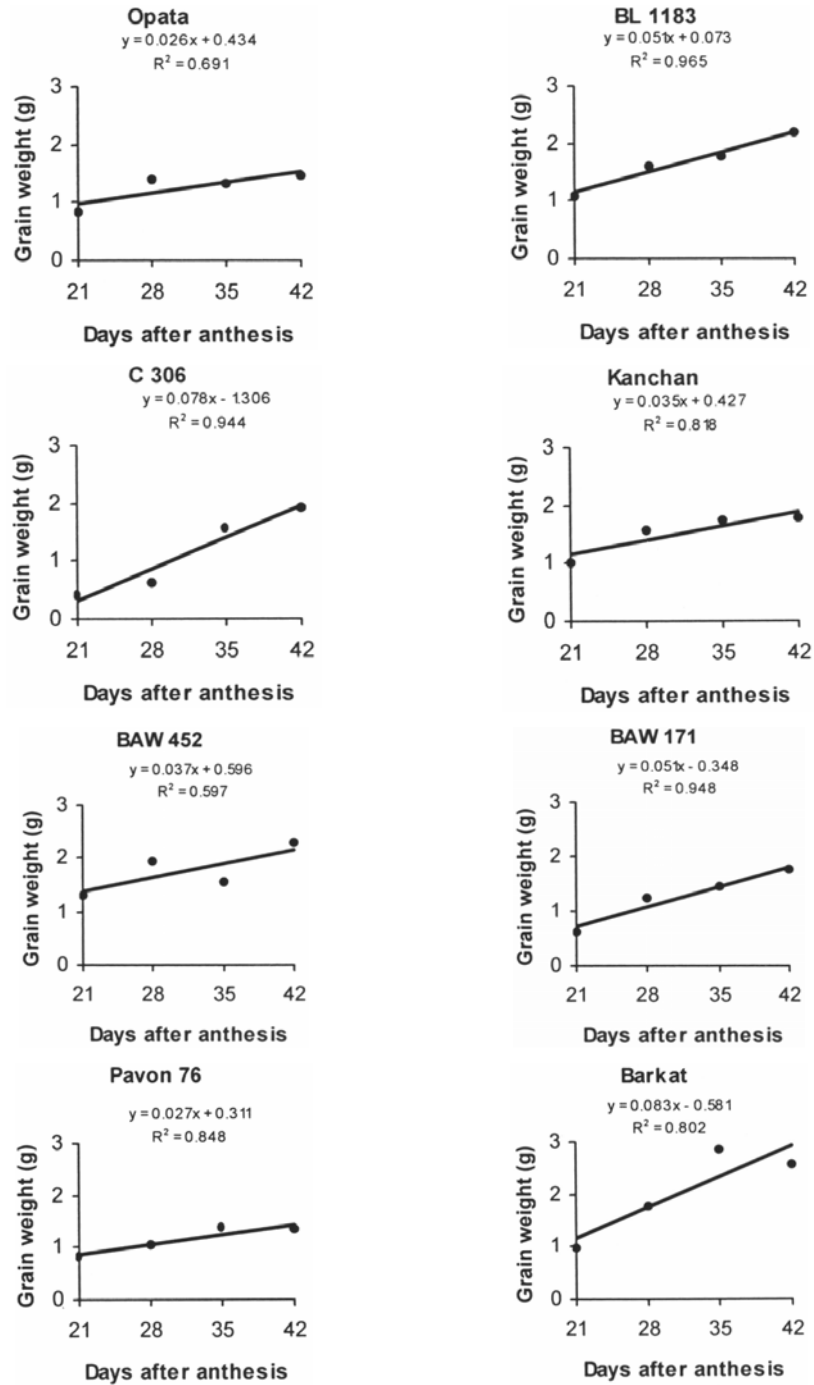 Opata
y = 0.026x + 0.434
R² = 0.691
3
2
1
0
Grain weight (g)
21 28 35 42
Days after anthesis
BL 1183
y = 0.051x + 0.073
R² = 0.965
3
2
1
0
Grain weight (g)
21 28 35 42
Days after anthesis
C 306
y = 0.078x - 1.306
R² = 0.944
3
2
1
0
Grain weight (g)
21 28 35 42
Days after anthesis
Kanchan
y = 0.035x + 0.427
R² = 0.818
3
2
1
0
Grain weight (g)
21 28 35 42
Days after anthesis
BAW 452
y = 0.037x + 0.596
R² = 0.597
3
2
1
0
Grain weight (g)
21 28 35 42
Days after anthesis
BAW 171
y = 0.051x - 0.348
R² = 0.948
3
2
1
0
Grain weight (g)
21 28 35 42
Days after anthesis
Pavon 76
y = 0.027x + 0.311
R² = 0.848
3
2
1
0
Grain weight (g)
21 28 35 42
Days after anthesis
Barkat
y = 0.083x - 0.581
R² = 0.802
3
2
1
0
Grain weight (g)
21 28 35 42
Days after anthesis